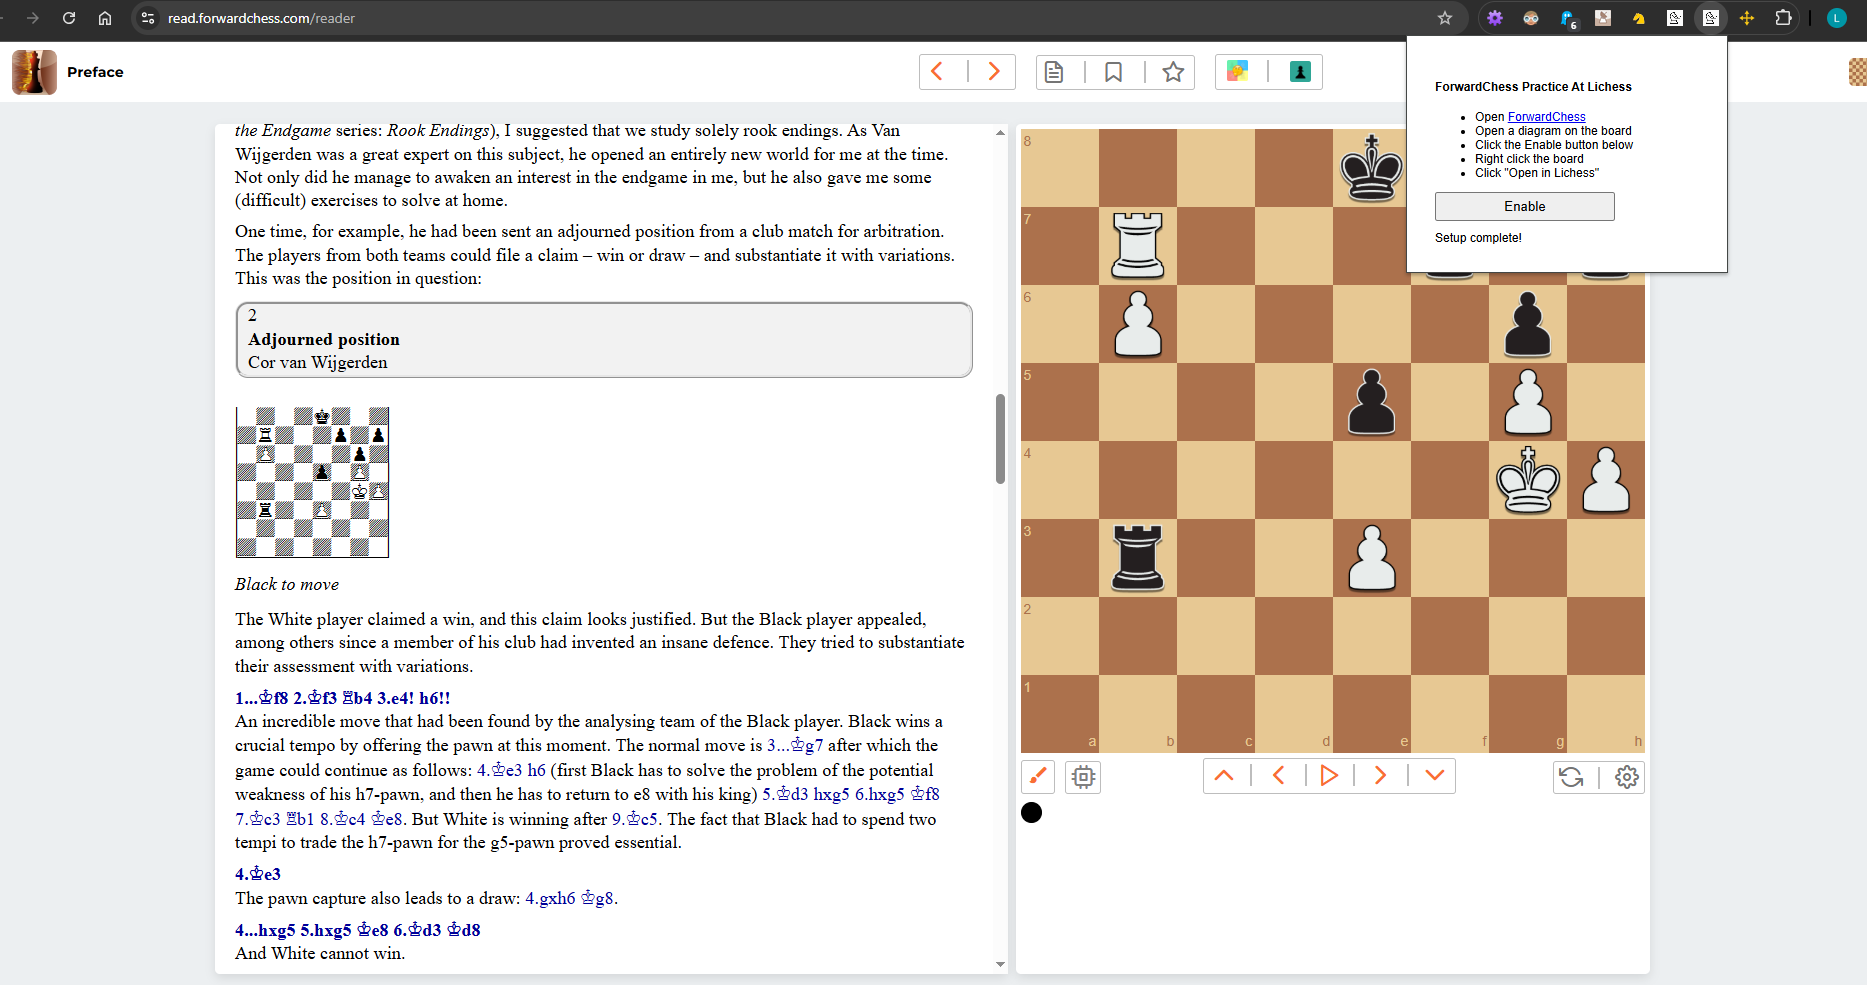 read.forwardchess.com/reader
6
L
Preface
ForwardChess Practice At Lichess
Open ForwardChess
Open a diagram on the board
Click the Enable button below
Right click the board
Click "Open in Lichess"
Enable
Setup complete!
the Endgame series: Rook Endings), I suggested that we study solely rook endings. As Van
Wijgerden was a great expert on this subject, he opened an entirely new world for me at the time.
Not only did he manage to awaken an interest in the endgame in me, but he also gave me some
(difficult) exercises to solve at home.
One time, for example, he had been sent an adjourned position from a club match for arbitration.
The players from both teams could file a claim – win or draw – and substantiate it with variations.
This was the position in question:
2
Adjourned position
Cor van Wijgerden
Black to move
The White player claimed a win, and this claim looks justified. But the Black player appealed,
among others since a member of his club had invented an insane defence. They tried to substantiate
their assessment with variations.
1...♔f8 2.♔f3 ♖b4 3.e4! h6!!
An incredible move that had been found by the analysing team of the Black player. Black wins a
crucial tempo by offering the pawn at this moment. The normal move is 3...♔g7 after which the
game could continue as follows: 4.♔e3 h6 (first Black has to solve the problem of the potential
weakness of his h7-pawn, and then he has to return to e8 with his king) 5.♔d3 hxg5 6.hxg5 ♔f8
7.♔c3 ♖b1 8.♔c4 ♔e8. But White is winning after 9.♔c5. The fact that Black had to spend two
tempi to trade the h7-pawn for the g5-pawn proved essential.
4.♔e3
The pawn capture also leads to a draw: 4.gxh6 ♔g8.
4...hxg5 5.hxg5 ♔e8 6.♔d3 ♔d8
And White cannot win.
8
7
6
5
4
3
2
1
a b c d e f g h